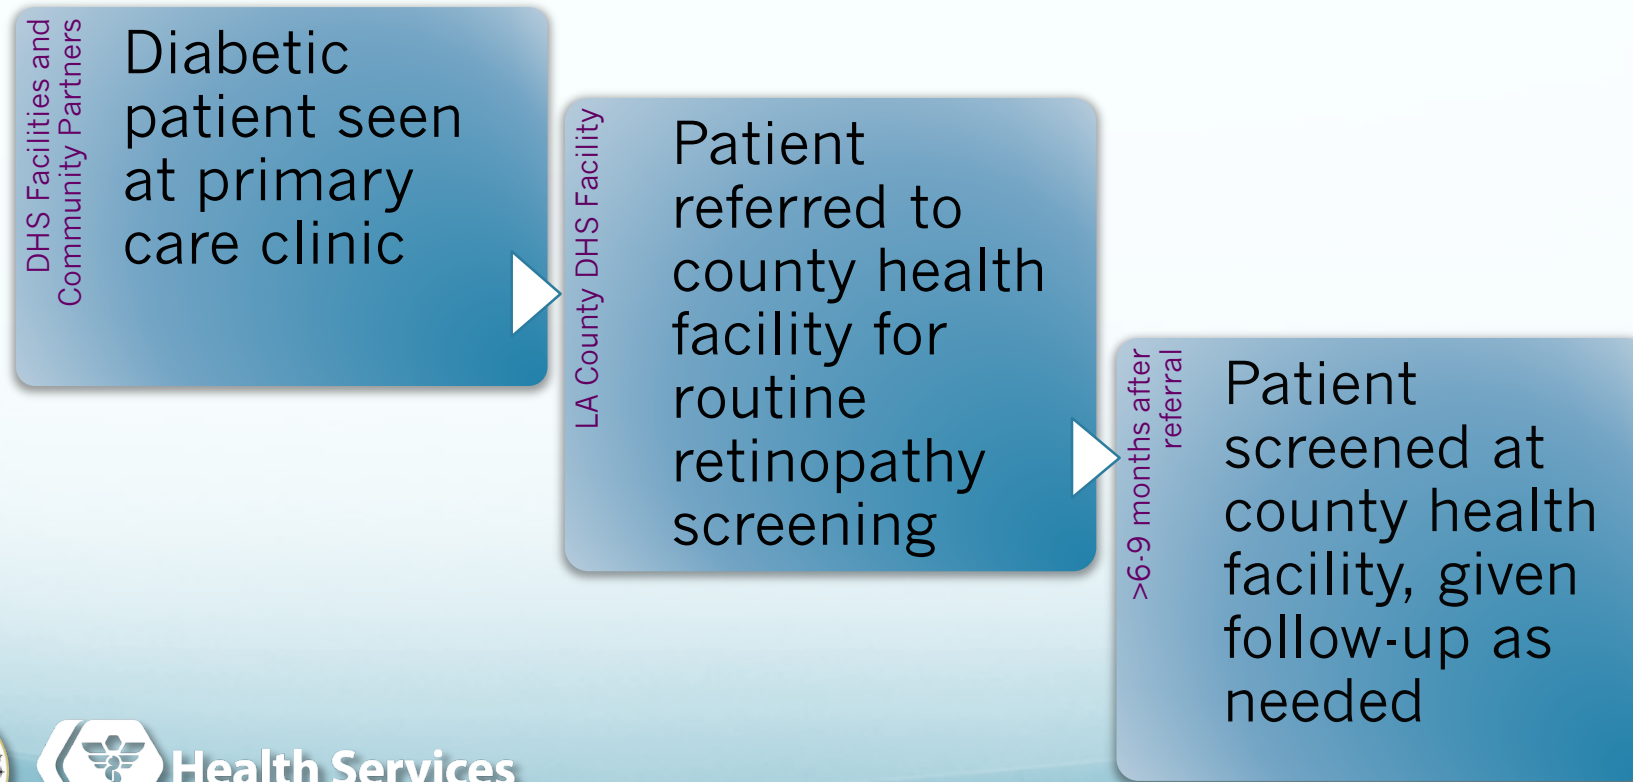 DHS Facilities and
Community Partners
Diabetic
patient seen
at primary
care clinic
LA County DHS Facility
Patient
referred to
county health
facility for
routine
retinopathy
screening
>6-9 months after
referral
Patient
screened at
county health
facility, given
follow-up as
needed
Health Services